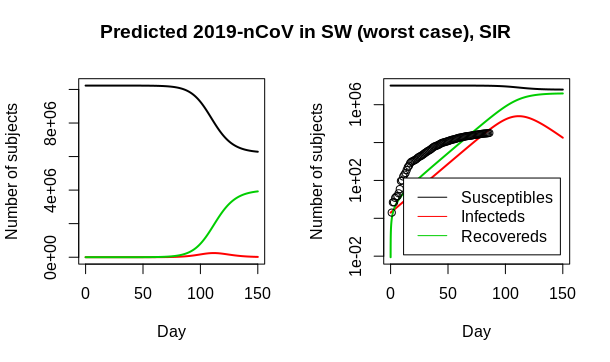 Predicted 2019-nCoV in SW (worst case), SIR
Number of subjects
0e+00 4e+06 8e+06
0 50 100 150
Day
Number of subjects
1e-02 1e+02 1e+06
Susceptibles
Infecteds
Recovereds
0 50 100 150
Day